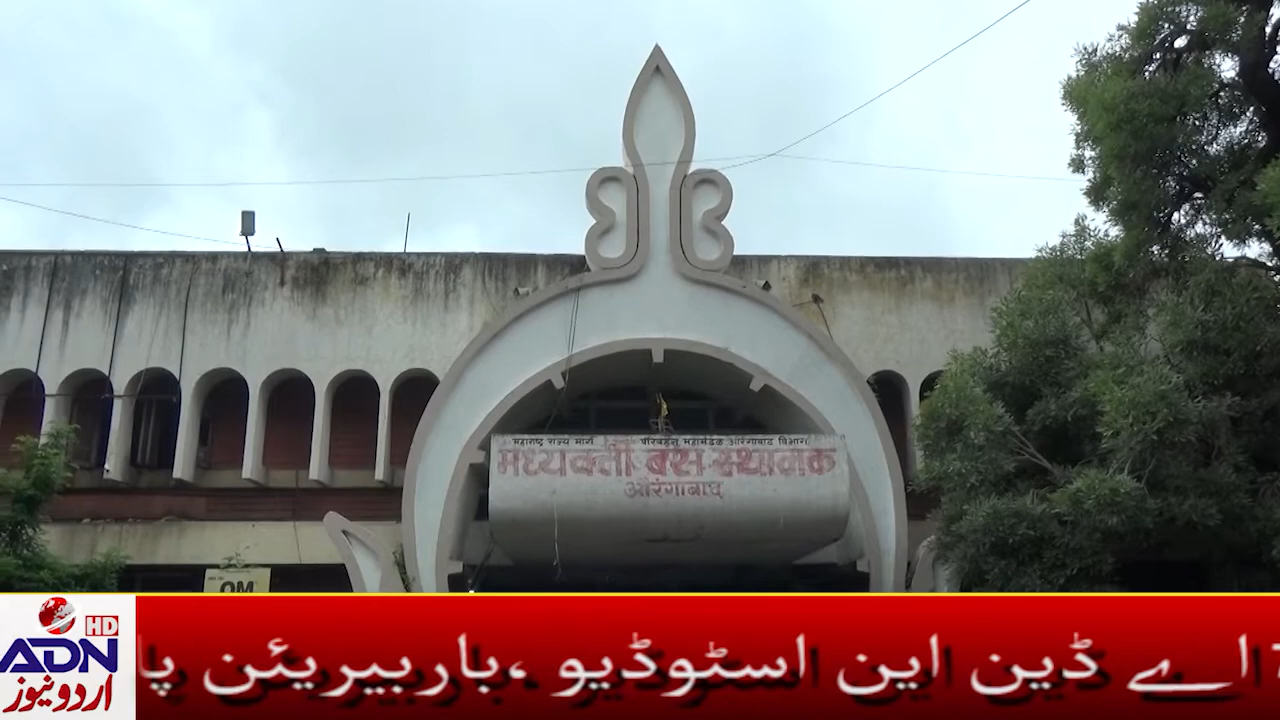 महाराष्ट्र राज्य मार्ग परिवहन महामंडळ औरंगाबाद विभाग
मध्यवर्ती बस स्थानक
औरंगाबाद
OM
HD
ADN
اردو نیوز
اے ڈین این اسٹوڈیو ،باربیریئن پا